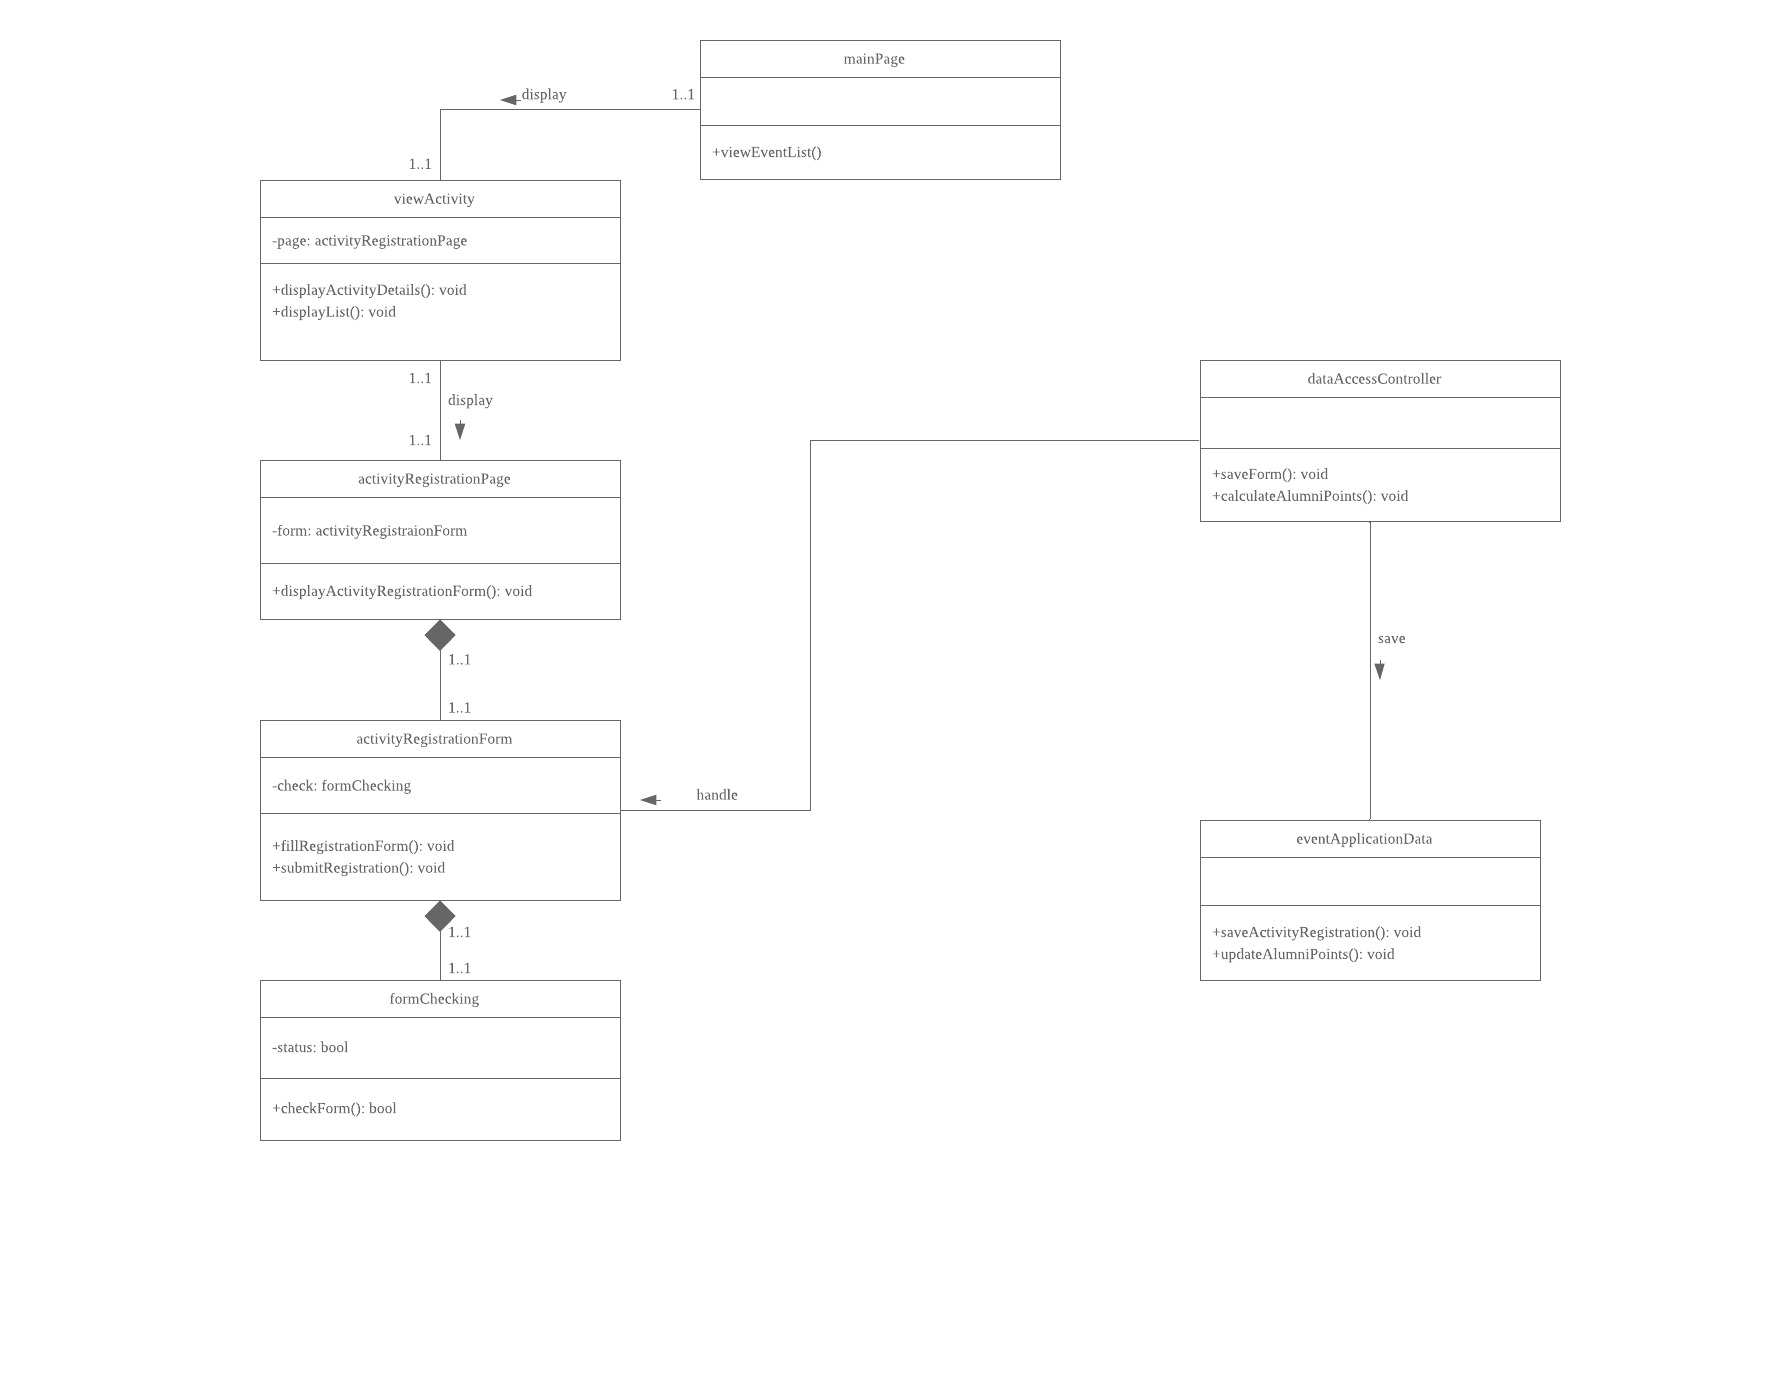 mainPage
+viewEventList()
display
1..1
1..1
viewActivity
-page: activityRegistrationPage
+displayActivityDetails(): void
+displayList(): void
1..1
display
1..1
activityRegistrationPage
-form: activityRegistraionForm
+displayActivityRegistrationForm(): void
1..1
1..1
activityRegistrationForm
-check: formChecking
+fillRegistrationForm(): void
+submitRegistration(): void
1..1
1..1
formChecking
-status: bool
+checkForm(): bool
handle
dataAccessController
+saveForm(): void
+calculateAlumniPoints(): void
save
eventApplicationData
+saveActivityRegistration(): void
+updateAlumniPoints(): void